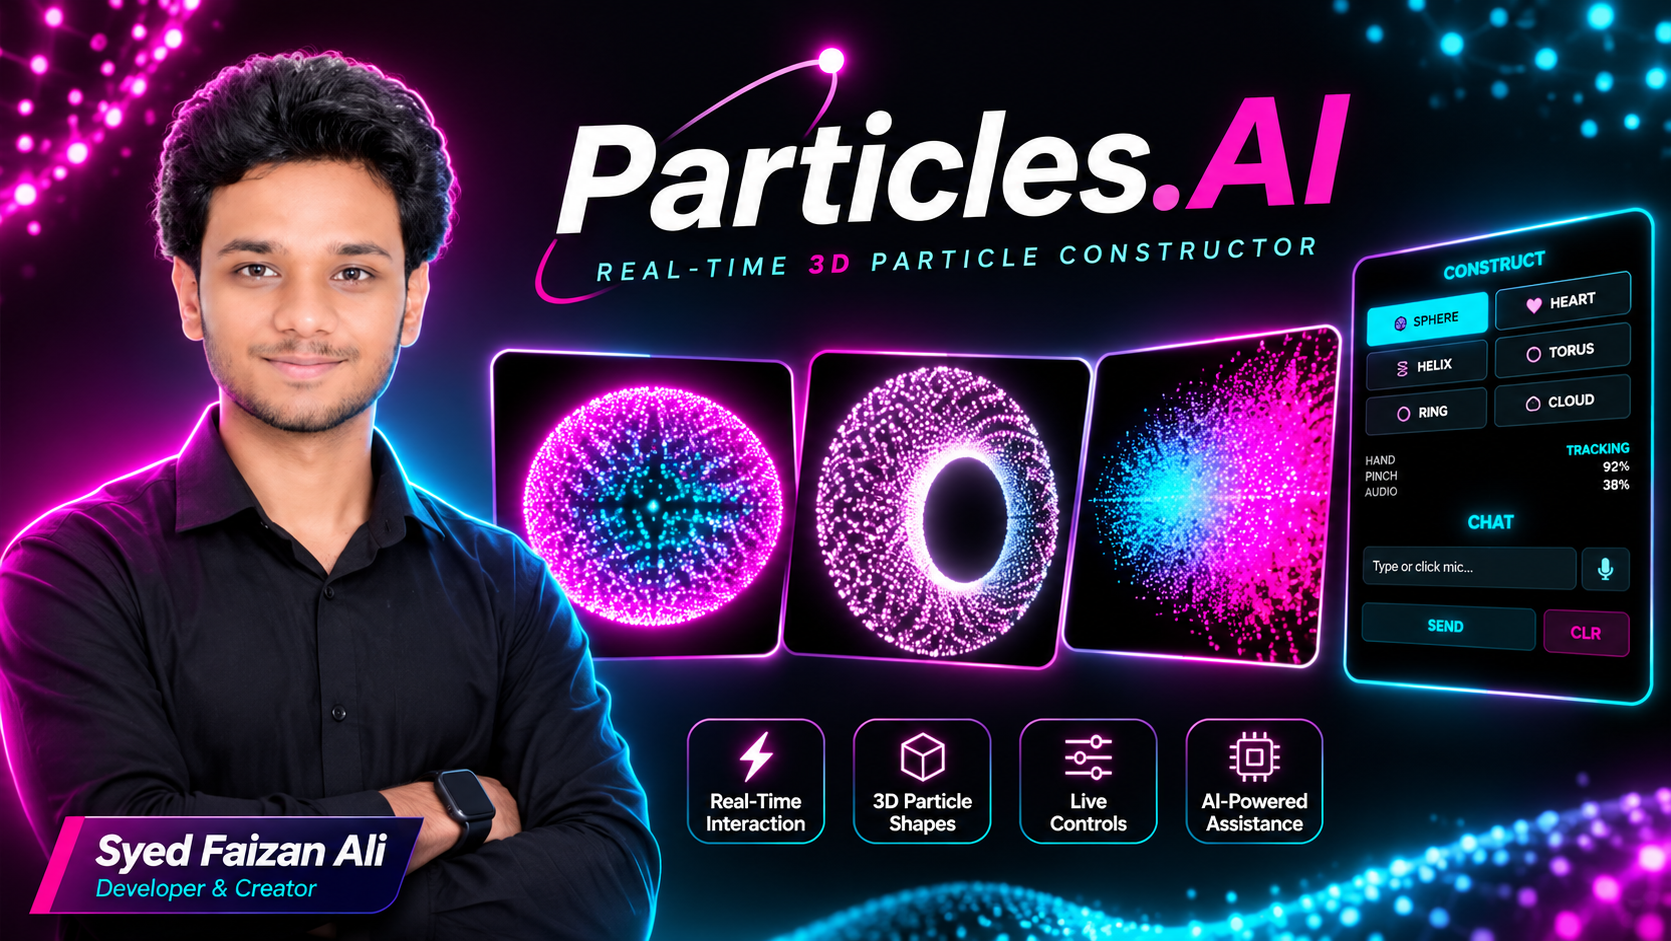 Particles.AI
REAL-TIME 3D PARTICLE CONSTRUCTOR
CONSTRUCT
SPHERE
HEART
HELIX
TORUS
RING
CLOUD
TRACKING
HAND
92%
PINCH
38%
AUDIO
CHAT
Type or click mic...
SEND
CLR
Real-Time
Interaction
3D Particle
Shapes
Live
Controls
AI-Powered
Assistance
Syed Faizan Ali
Developer & Creator